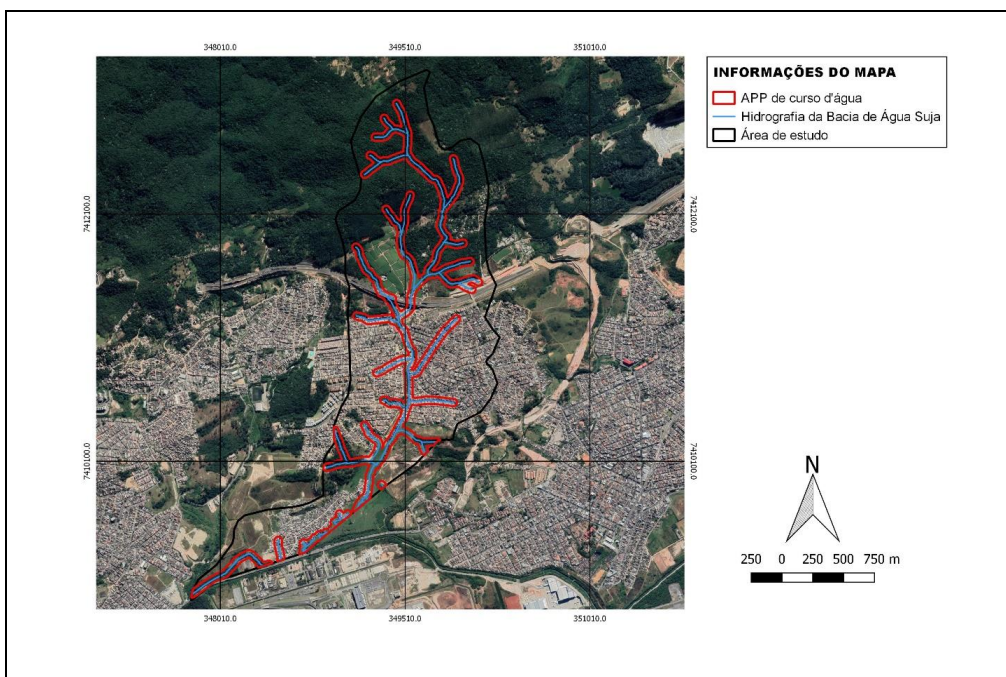 348010.0 349510.0 351010.0
INFORMAÇÕES DO MAPA
APP de curso d'água
Hidrografia da Bacia de Água Suja
Área de estudo
7412100.0 7412100.0
7410100.0 7410100.0
N
250 0 250 500 750 m
348010.0 349510.0 351010.0